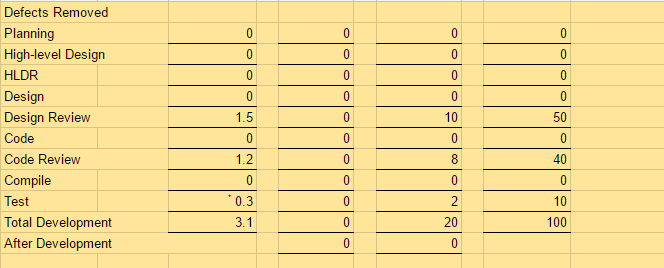 Defects Removed
Planning 0 0 0 0
High-level Design 0 0 0 0
HLDR 0 0 0 0
Design 0 0 0 0
Design Review 1.5 0 10 50
Code 0 0 0 0
Code Review 1.2 0 8 40
Compile 0 0 0 0
Test * 0.3 0 2 10
Total Development 3.1 0 20 100
After Development 0 0